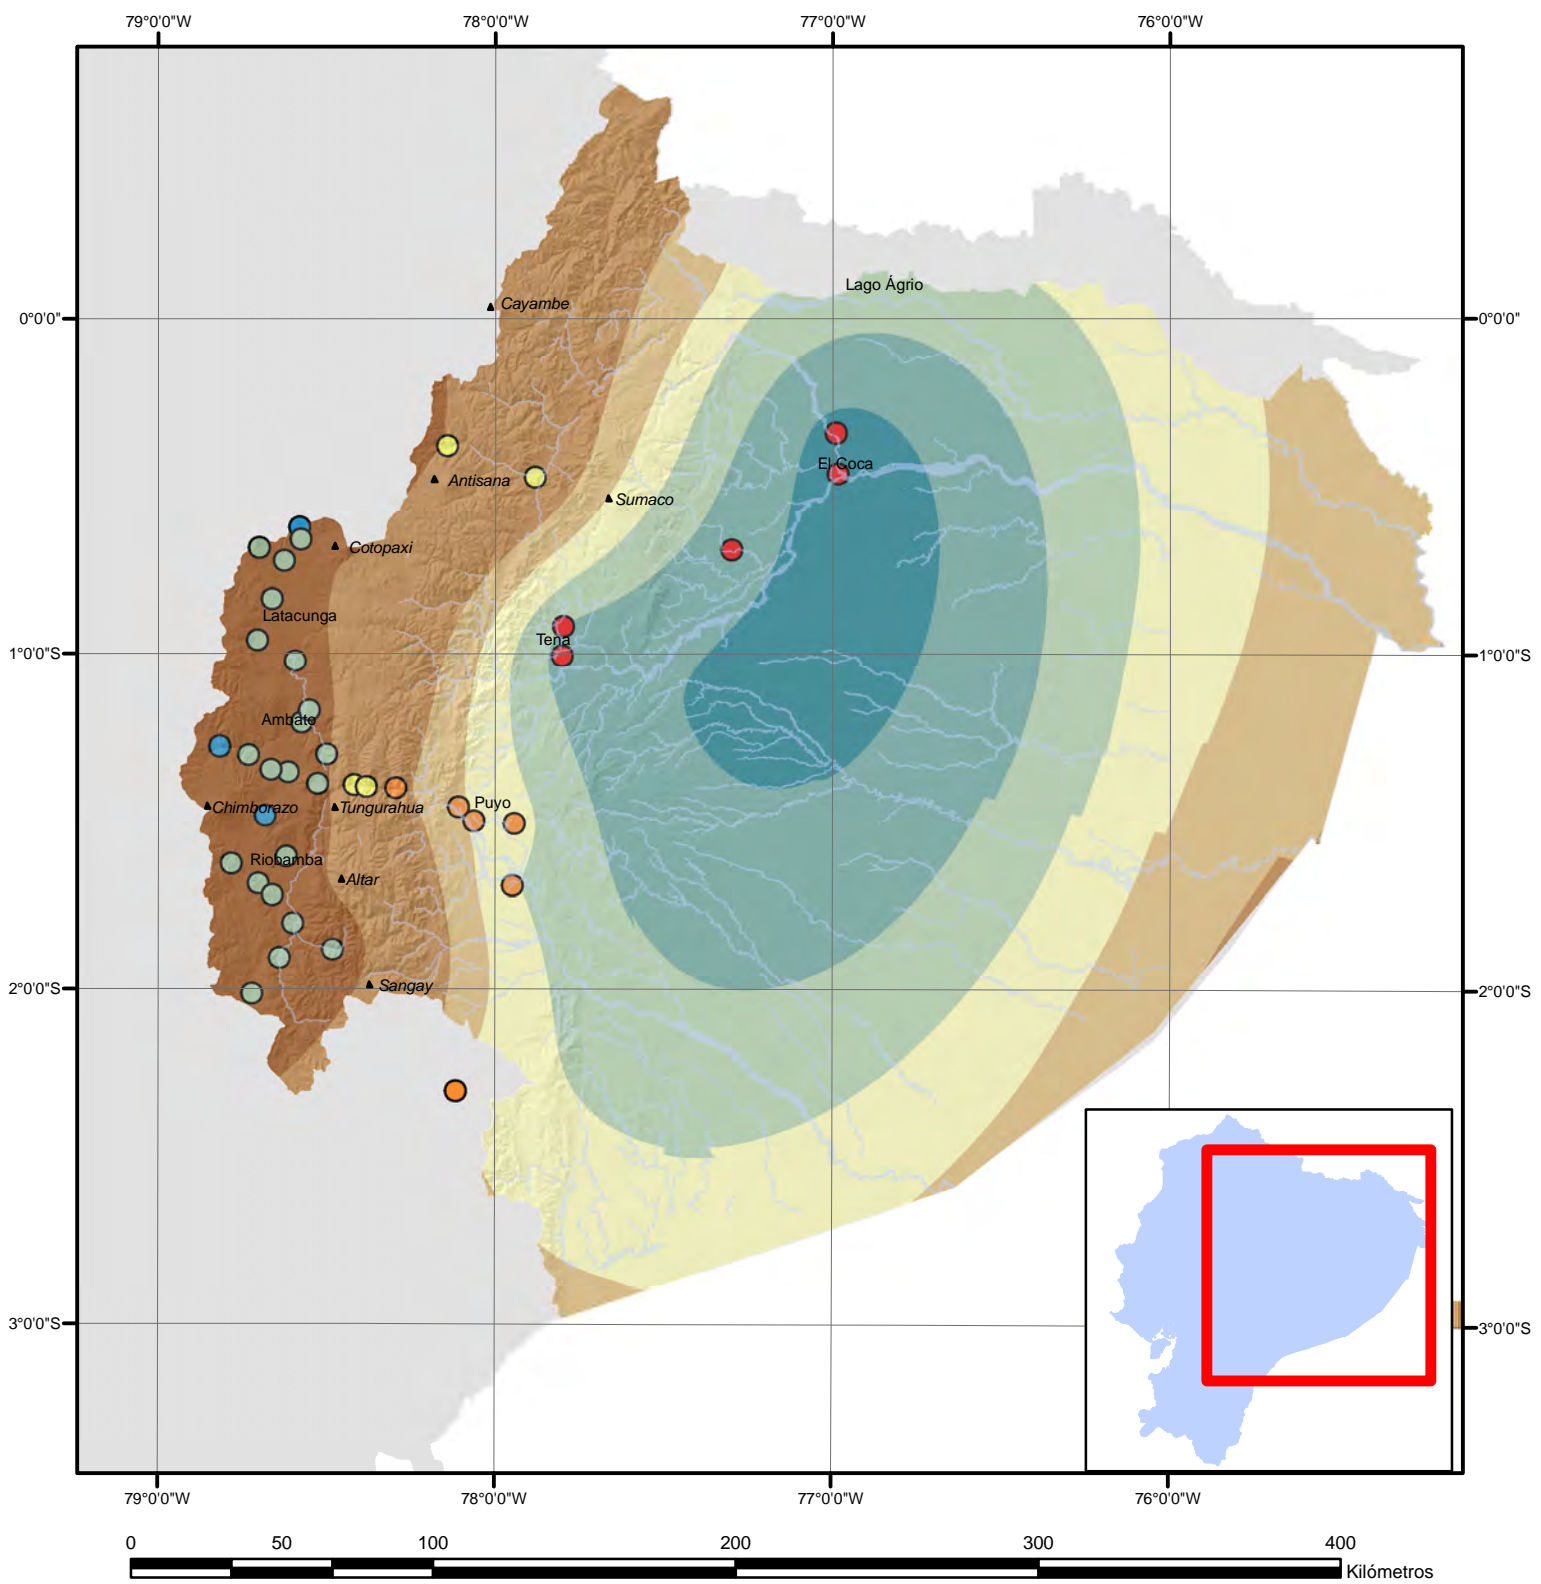 79°0'0"W 78°0'0"W 77°0'0"W 76°0'0"W
Lago Ágrio
Cayambe
0°0'0" 0°0'0"
El Coca
Antisana
Sumaco
Cotopaxi
Latacunga
Tena
1°0'0"S 1°0'0"S
Ambato
Puyo
Chimborazo
Tungurahua
Riobamba
Altar
Sangay
2°0'0"S 2°0'0"S
3°0'0"S 3°0'0"S
79°0'0"W 78°0'0"W 77°0'0"W 76°0'0"W
0 50 100 200 300 400
Kilómetros